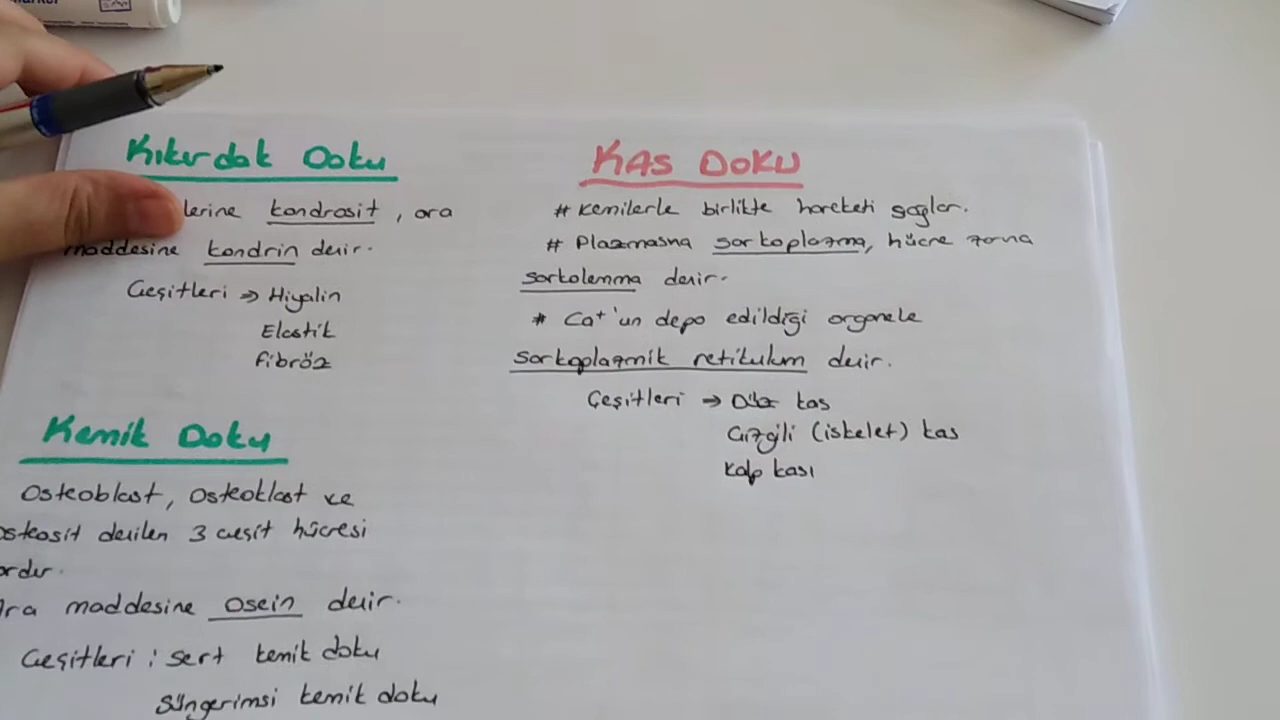 Kıkırdak Doku
lerine kondrosit, ara
maddesine kondrin denir.
Çeşitleri → Hiyalin
Elastik
Fibröz
Kemik Doku
Osteoblast, osteoklast ve
osteosit denilen 3 çeşit hücresi
ardır.
Ara maddesine osein denir.
Çeşitleri : sert kemik doku
Süngerimsi kemik doku
KAS DOKU
# Kemilerle birlikte hareketi sağlar.
# Plazmasına sarkoplazma, hücre zarına
sarkolemma denir.
* Ca⁺'un depo edildiği organele
sarkoplazmik retikulum denir.
Çeşitleri → Düz kas
Çizgili (iskelet) kas
Kalp kası